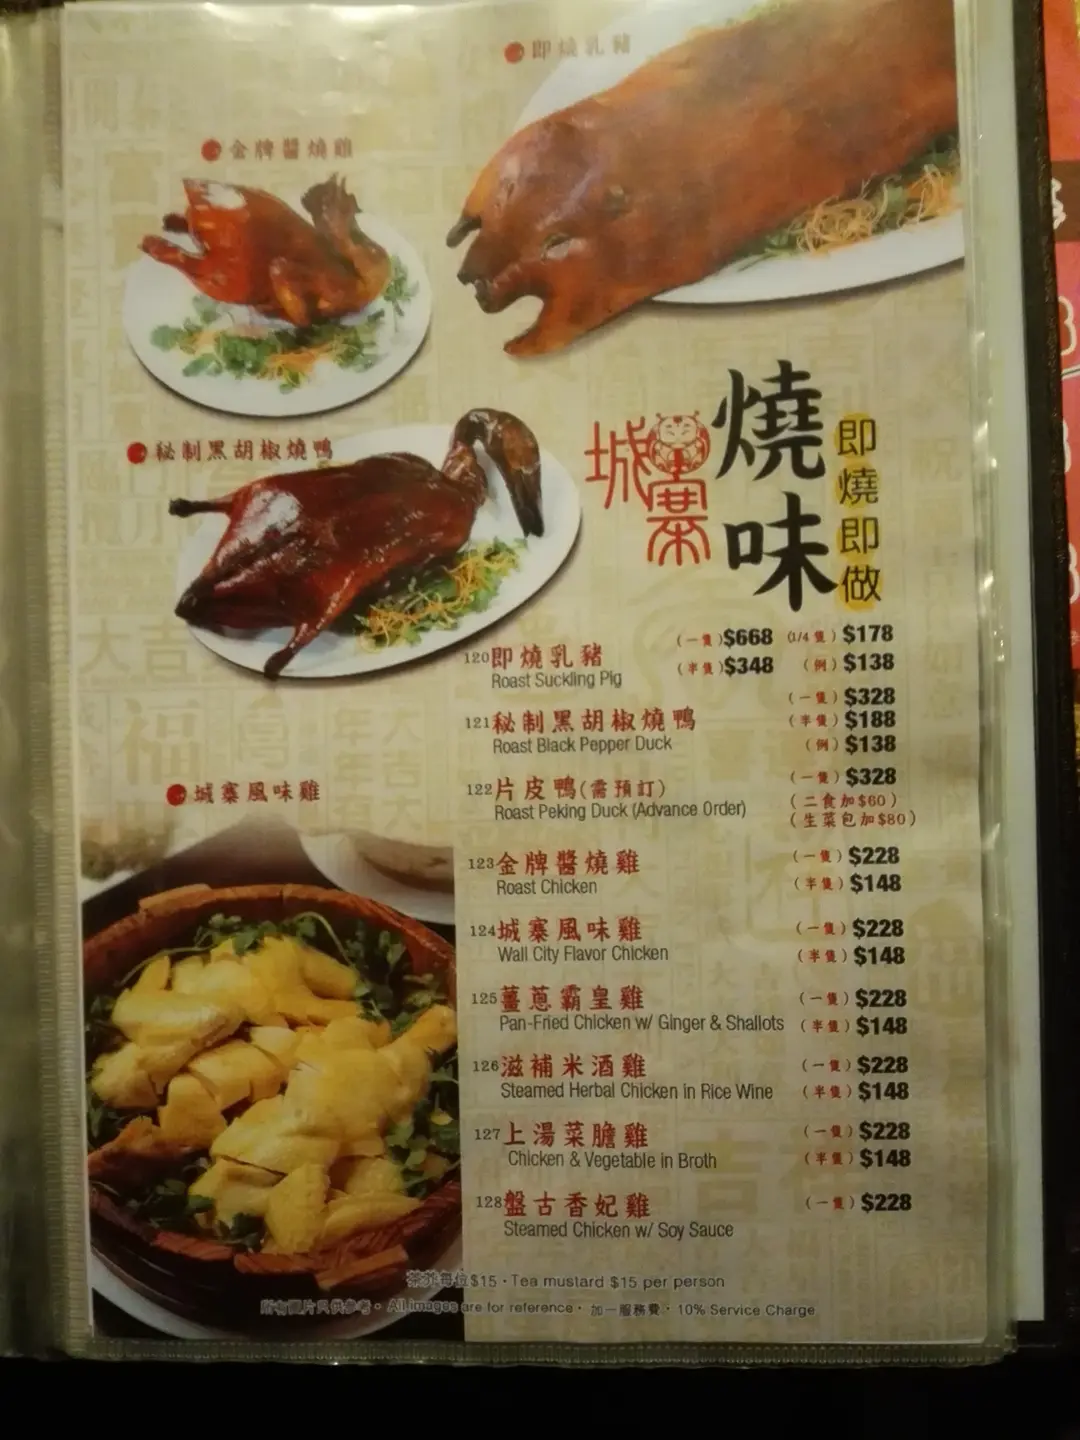 即燒乳豬
金牌醬燒雞
秘制黑胡椒燒鴨
城寨
燒味
即燒即做
120即燒乳豬 (一隻)$668 (1/4隻)$178
Roast Suckling Pig (半隻)$348 (例)$138
121秘制黑胡椒燒鴨 (一隻)$328
Roast Black Pepper Duck (半隻)$188
(例)$138
122片皮鴨(需預訂) (一隻)$328
Roast Peking Duck (Advance Order) (二食加$60)
(生菜包加$80)
城寨風味雞
123金牌醬燒雞 (一隻)$228
Roast Chicken (半隻)$148
124城寨風味雞 (一隻)$228
Wall City Flavor Chicken (半隻)$148
125薑蔥霸皇雞 (一隻)$228
Pan-Fried Chicken w/ Ginger & Shallots (半隻)$148
126滋補米酒雞 (一隻)$228
Steamed Herbal Chicken in Rice Wine (半隻)$148
127上湯菜膽雞 (一隻)$228
Chicken & Vegetable in Broth (半隻)$148
128盤古香妃雞 (一隻)$228
Steamed Chicken w/ Soy Sauce
茶芥每位$15·Tea mustard $15 per person
所有圖片只供參考·All images are for reference·加一服務費·10% Service Charge